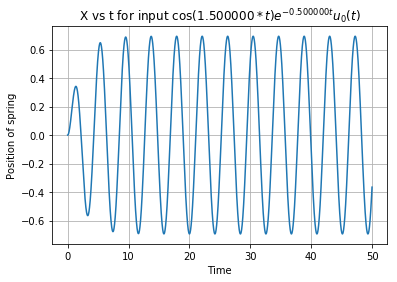 X vs t for input cos(1.500000 * t)e^{-0.500000t}u_0(t)
Position of spring
0.6
0.4
0.2
0.0
−0.2
−0.4
−0.6
0 10 20 30 40 50
Time